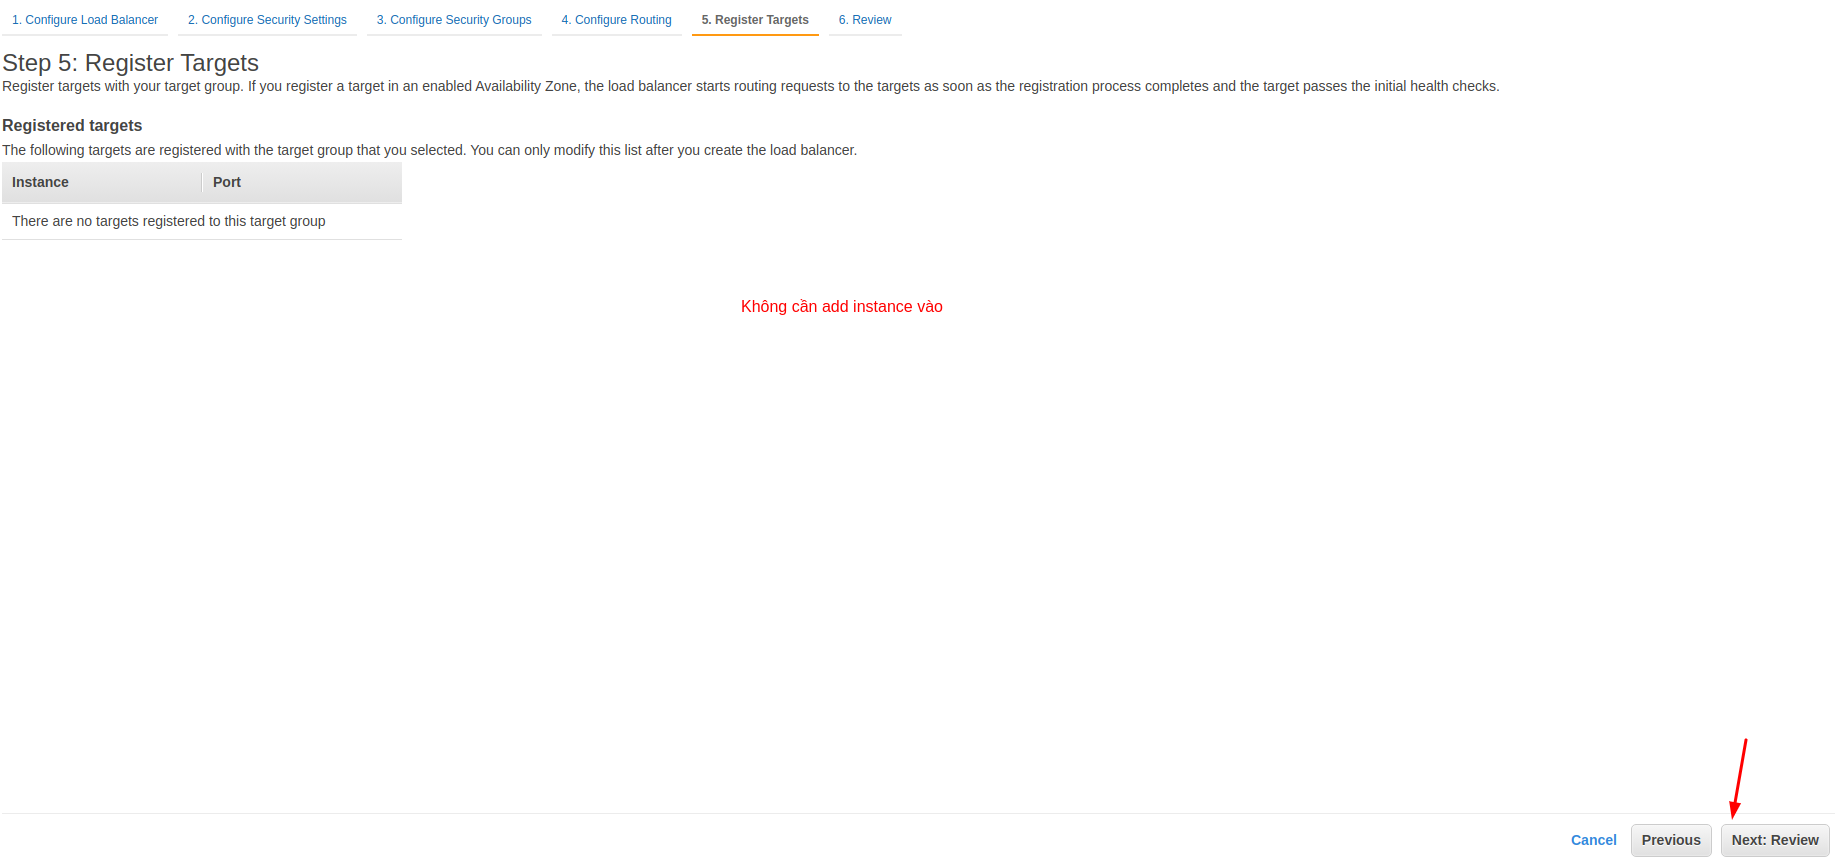 1. Configure Load Balancer 2. Configure Security Settings 3. Configure Security Groups 4. Configure Routing 5. Register Targets 6. Review
Step 5: Register Targets
Register targets with your target group. If you register a target in an enabled Availability Zone, the load balancer starts routing requests to the targets as soon as the registration process completes and the target passes the initial health checks.
Registered targets
The following targets are registered with the target group that you selected. You can only modify this list after you create the load balancer.
Instance Port
There are no targets registered to this target group
Không cần add instance vào
Cancel Previous Next: Review